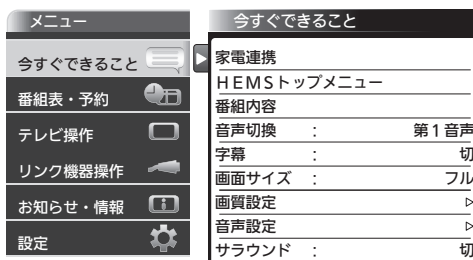 メニュー
今すぐできること
番組表・予約
テレビ操作
リンク機器操作
お知らせ・情報
設定
今すぐできること
家電連携
HEMSトップメニュー
番組内容
音声切換 : 第1音声
字幕 : 切
画面サイズ : フル
画質設定
音声設定
サラウンド : 切